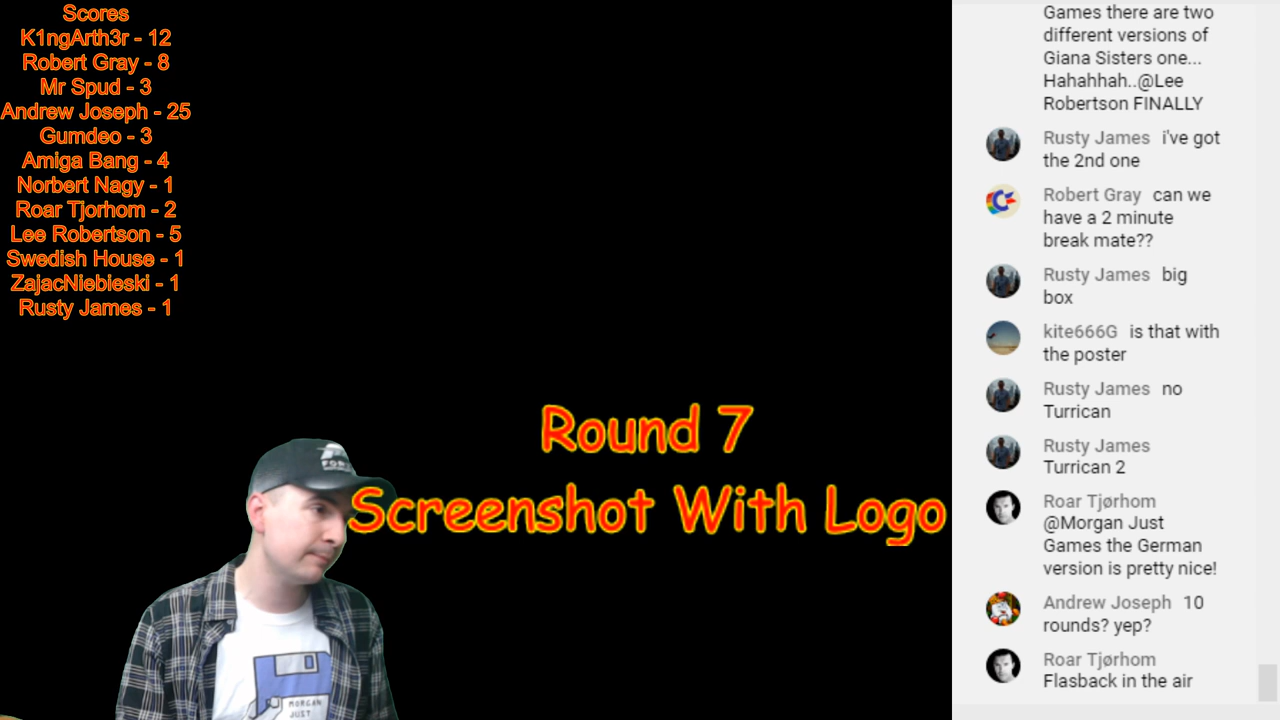 Scores
K1ngArth3r - 12
Robert Gray - 8
Mr Spud - 3
Andrew Joseph - 25
Gumdeo - 3
Amiga Bang - 4
Norbert Nagy - 1
Roar Tjorhom - 2
Lee Robertson - 5
Swedish House - 1
ZajacNiebieski - 1
Rusty James - 1
Round 7
Screenshot With Logo
MORGAN
JUST
Games there are two
different versions of
Giana Sisters one...
Hahahhah..@Lee
Robertson FINALLY
Rusty James i've got
the 2nd one
Robert Gray can we
have a 2 minute
break mate??
Rusty James big
box
kite666G is that with
the poster
Rusty James no
Turrican
Rusty James
Turrican 2
Roar Tjørhom
@Morgan Just
Games the German
version is pretty nice!
Andrew Joseph 10
rounds? yep?
Roar Tjørhom
Flasback in the air